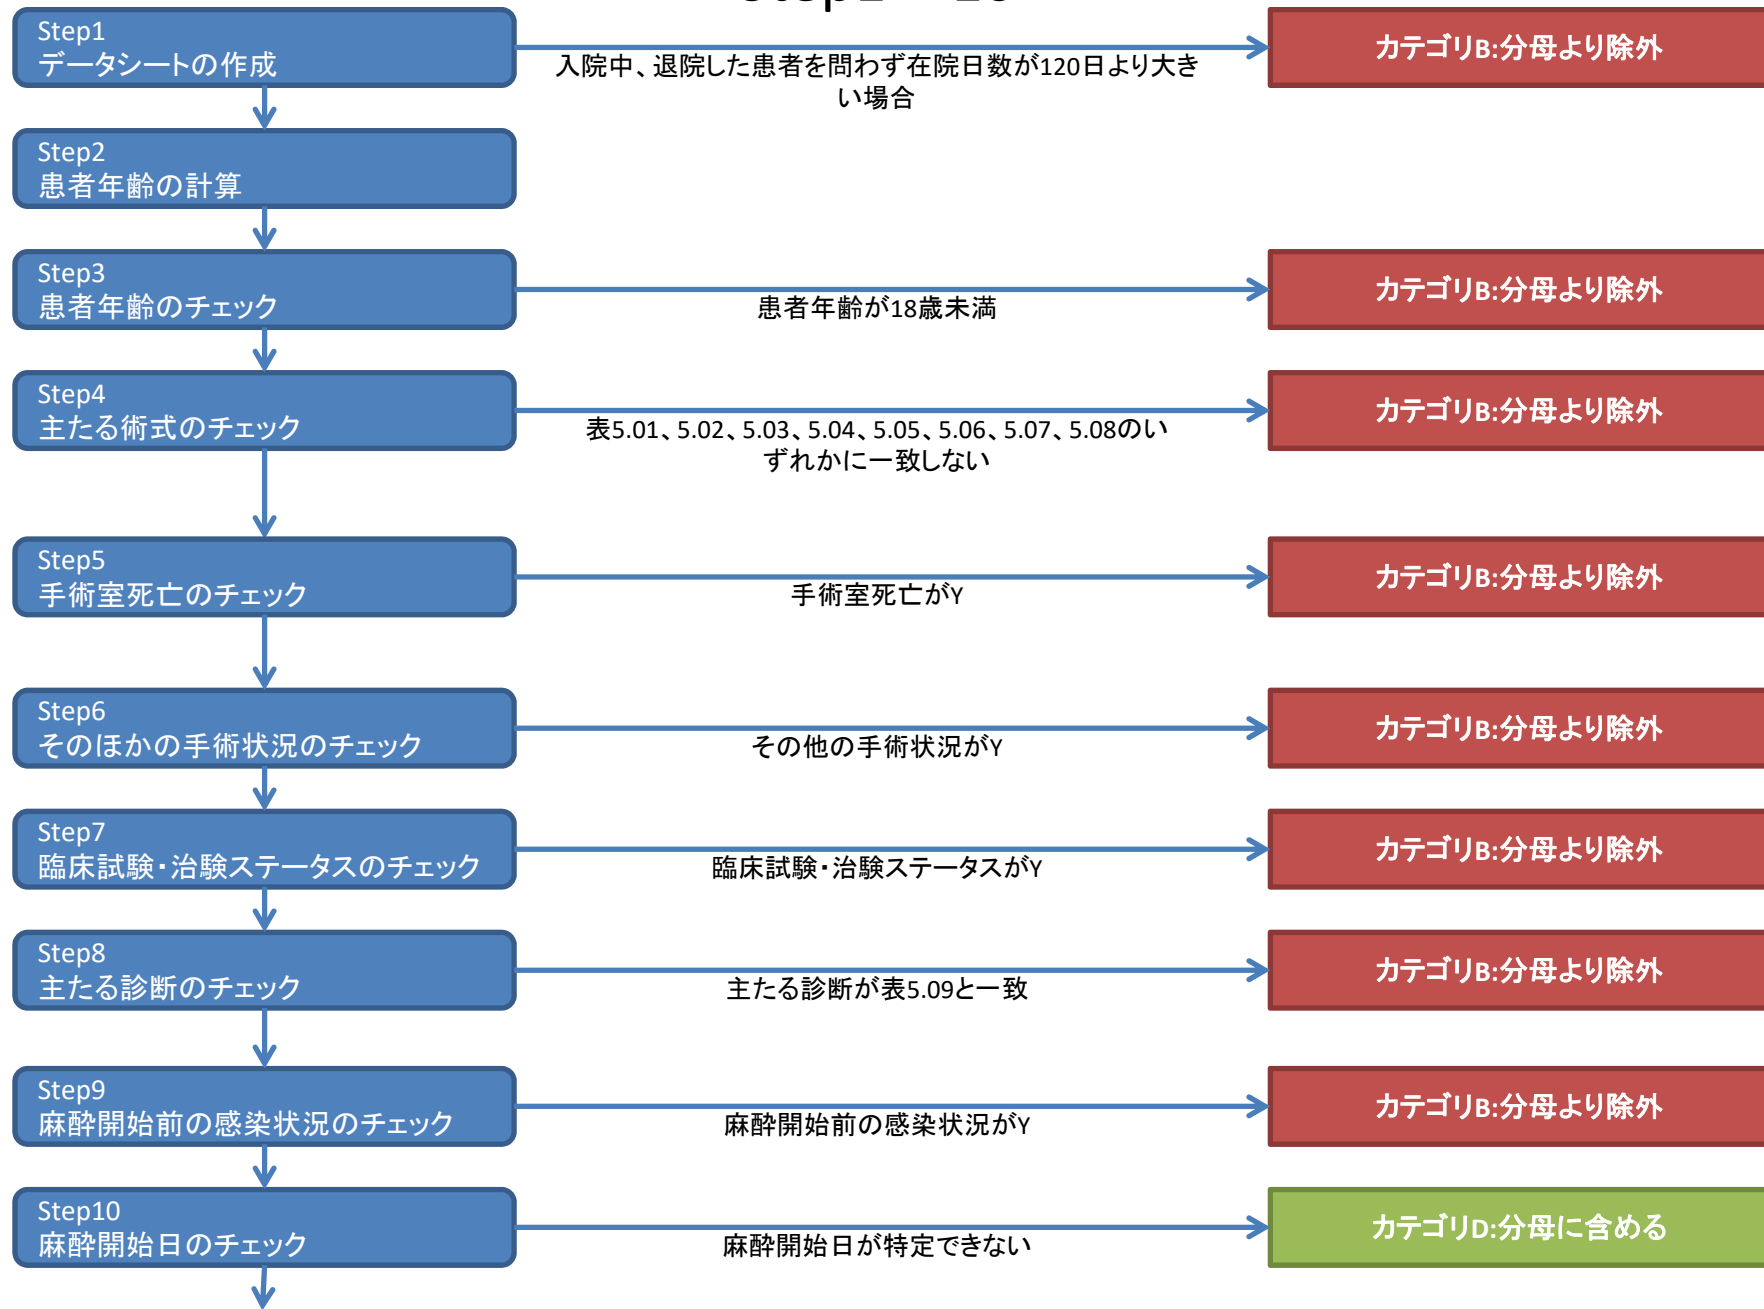 Step1
データシートの作成
入院中、退院した患者を問わず在院日数が120日より大き
い場合
カテゴリB:分母より除外
Step2
患者年齢の計算
Step3
患者年齢のチェック
患者年齢が18歳未満
カテゴリB:分母より除外
Step4
主たる術式のチェック
表5.01、5.02、5.03、5.04、5.05、5.06、5.07、5.08のい
ずれかに一致しない
カテゴリB:分母より除外
Step5
手術室死亡のチェック
手術室死亡がY
カテゴリB:分母より除外
Step6
そのほかの手術状況のチェック
その他の手術状況がY
カテゴリB:分母より除外
Step7
臨床試験・治験ステータスのチェック
臨床試験・治験ステータスがY
カテゴリB:分母より除外
Step8
主たる診断のチェック
主たる診断が表5.09と一致
カテゴリB:分母より除外
Step9
麻酔開始前の感染状況のチェック
麻酔開始前の感染状況がY
カテゴリB:分母より除外
Step10
麻酔開始日のチェック
麻酔開始日が特定できない
カテゴリD:分母に含める